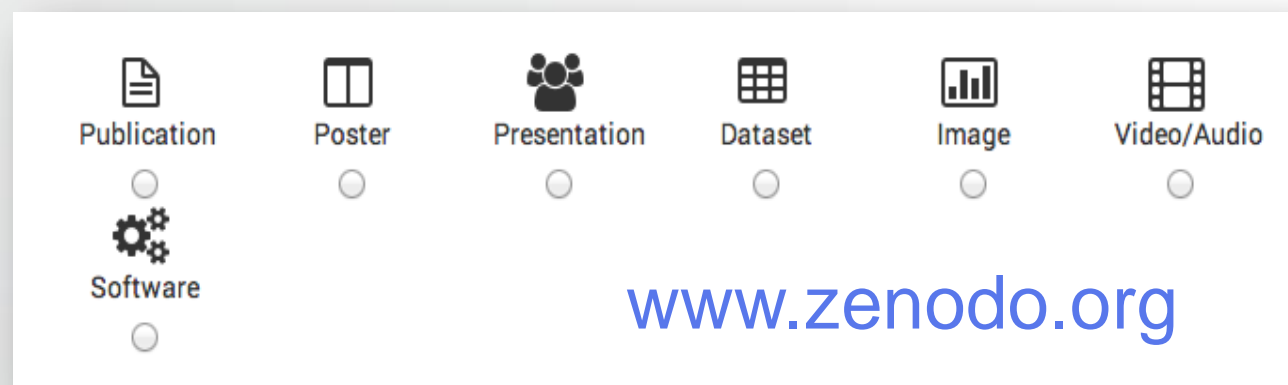 Publication Poster Presentation Dataset Image Video/Audio
Software
www.zenodo.org